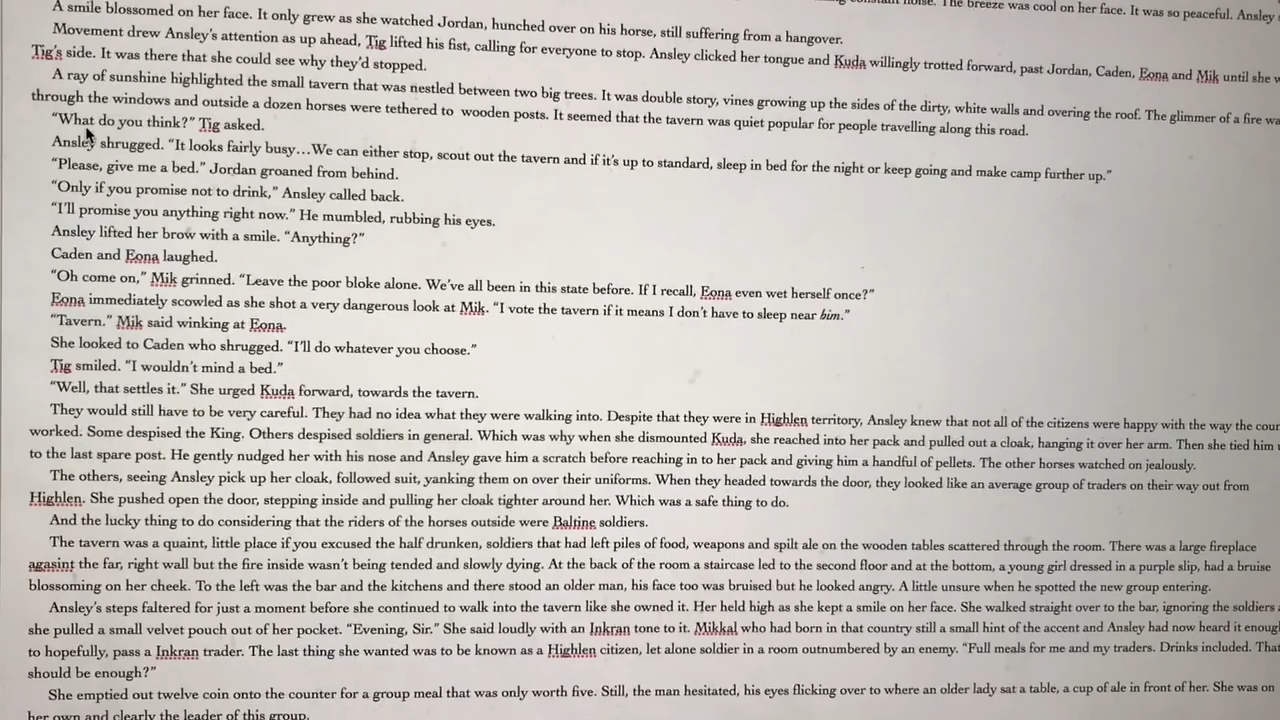 constant noise. The breeze was cool on her face. It was so peaceful. Ansley
A smile blossomed on her face. It only grew as she watched Jordan, hunched over on his horse, still suffering from a hangover.
Movement drew Ansley's attention as up ahead, Tig lifted his fist, calling for everyone to stop. Ansley clicked her tongue and Kuda willingly trotted forward, past Jordan, Caden, Eona and Mik until she
Tig's side. It was there that she could see why they'd stopped.
A ray of sunshine highlighted the small tavern that was nestled between two big trees. It was double story, vines growing up the sides of the dirty, white walls and overing the roof. The glimmer of a fire
through the windows and outside a dozen horses were tethered to wooden posts. It seemed that the tavern was quiet popular for people travelling along this road.
"What do you think?" Tig asked.
Ansley shrugged. "It looks fairly busy…We can either stop, scout out the tavern and if it's up to standard, sleep in bed for the night or keep going and make camp further up."
"Please, give me a bed." Jordan groaned from behind.
"Only if you promise not to drink," Ansley called back.
"I'll promise you anything right now." He mumbled, rubbing his eyes.
Ansley lifted her brow with a smile. "Anything?"
Caden and Eona laughed.
"Oh come on," Mik grinned. "Leave the poor bloke alone. We've all been in this state before. If I recall, Eona even wet herself once?"
Eona immediately scowled as she shot a very dangerous look at Mik. "I vote the tavern if it means I don't have to sleep near him."
"Tavern." Mik said winking at Eona.
She looked to Caden who shrugged. "I'll do whatever you choose."
Tig smiled. "I wouldn't mind a bed."
"Well, that settles it." She urged Kuda forward, towards the tavern.
They would still have to be very careful. They had no idea what they were walking into. Despite that they were in Highlen territory, Ansley knew that not all of the citizens were happy with the way the
worked. Some despised the King. Others despised soldiers in general. Which was why when she dismounted Kuda, she reached into her pack and pulled out a cloak, hanging it over her arm. Then she tied him
to the last spare post. He gently nudged her with his nose and Ansley gave him a scratch before reaching in to her pack and giving him a handful of pellets. The other horses watched on jealously.
The others, seeing Ansley pick up her cloak, followed suit, yanking them on over their uniforms. When they headed towards the door, they looked like an average group of traders on their way out from
Highlen. She pushed open the door, stepping inside and pulling her cloak tighter around her. Which was a safe thing to do.
And the lucky thing to do considering that the riders of the horses outside were Baltine soldiers.
The tavern was a quaint, little place if you excused the half drunken, soldiers that had left piles of food, weapons and spilt ale on the wooden tables scattered through the room. There was a large fireplace
agasint the far, right wall but the fire inside wasn't being tended and slowly dying. At the back of the room a staircase led to the second floor and at the bottom, a young girl dressed in a purple slip, had a bruise
blossoming on her cheek. To the left was the bar and the kitchens and there stood an older man, his face too was bruised but he looked angry. A little unsure when he spotted the new group entering.
Ansley's steps faltered for just a moment before she continued to walk into the tavern like she owned it. Her held high as she kept a smile on her face. She walked straight over to the bar, ignoring the soldiers
she pulled a small velvet pouch out of her pocket. "Evening, Sir." She said loudly with an Inkran tone to it. Mikkal who had born in that country still a small hint of the accent and Ansley had now heard it
to hopefully, pass a Inkran trader. The last thing she wanted was to be known as a Highlen citizen, let alone soldier in a room outnumbered by an enemy. "Full meals for me and my traders. Drinks included. That
should be enough?"
She emptied out twelve coin onto the counter for a group meal that was only worth five. Still, the man hesitated, his eyes flicking over to where an older lady sat a table, a cup of ale in front of her. She was on
her own and clearly the leader of this group.